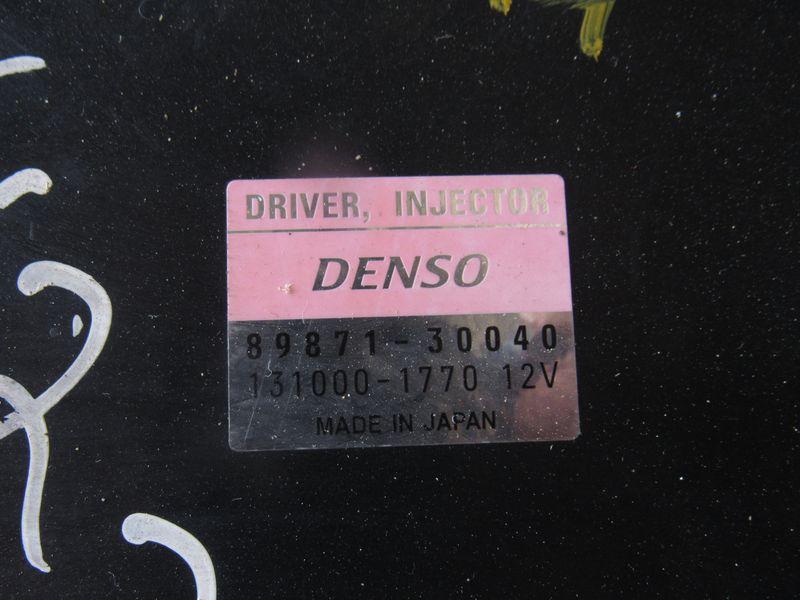 DRIVER, INJECTOR
DENSO
89871-30040
131000-1770 12V
MADE IN JAPAN